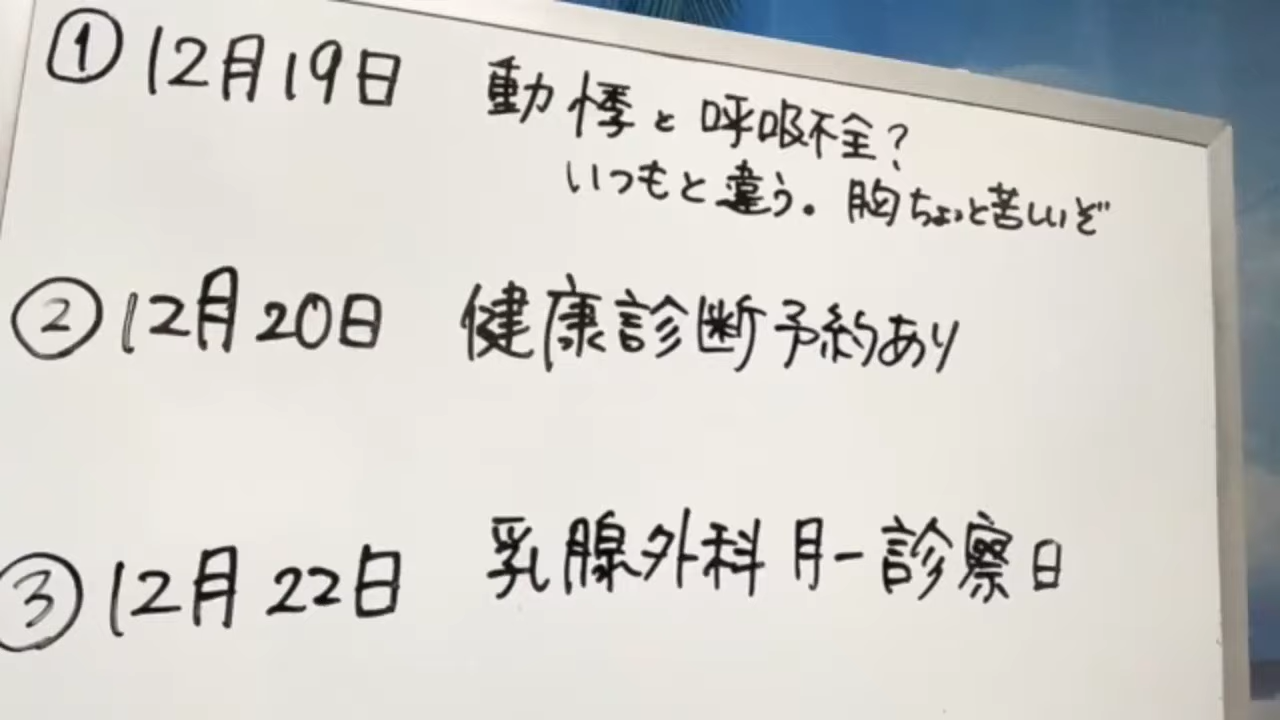 ① 12月19日 動悸と呼吸不全?
いつもと違う。胸ちょっと苦しいぞ
② 12月20日 健康診断予約あり
③ 12月22日 乳腺外科月一診察日